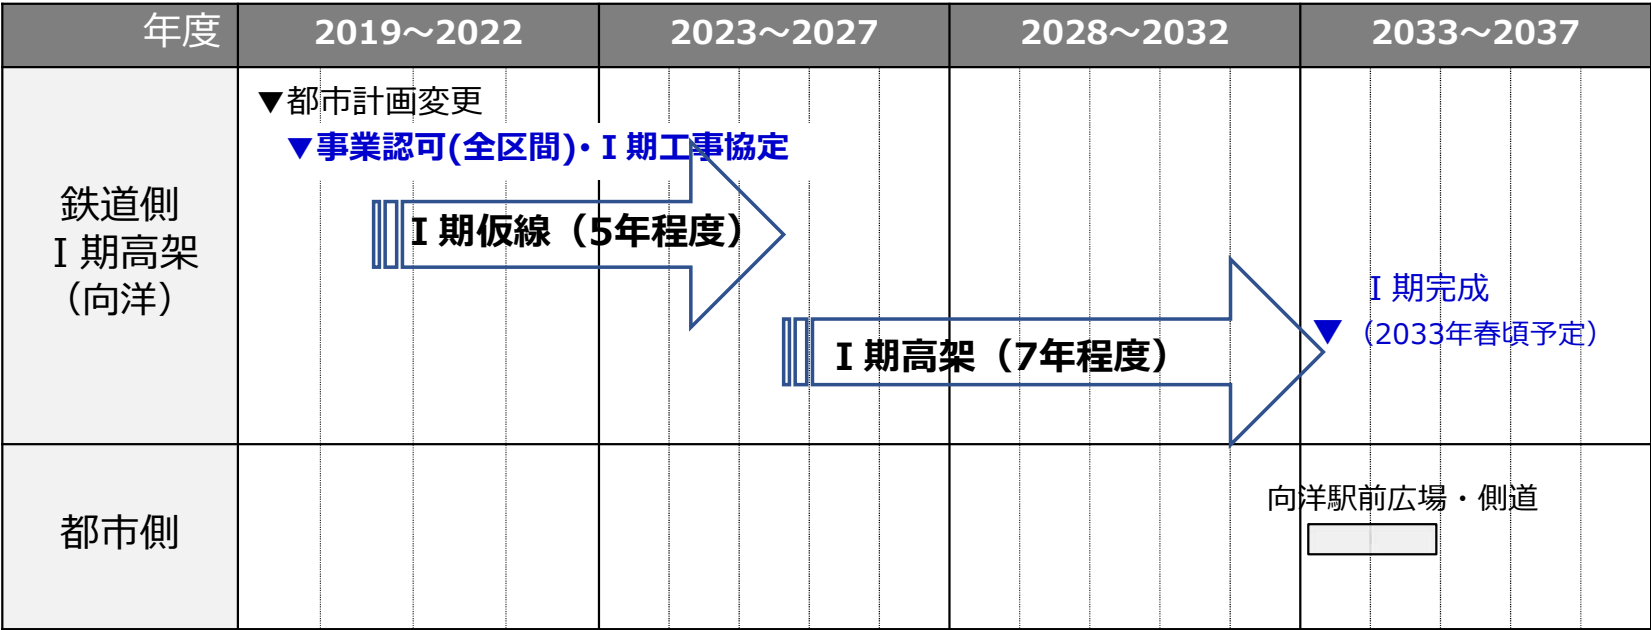 年度
2019～2022
2023～2027
2028～2032
2033～2037
鉄道側
Ⅰ期高架
（向洋）
▼都市計画変更
▼事業認可(全区間)・Ⅰ期工事協定
Ⅰ期仮線（5年程度）
Ⅰ期高架（7年程度）
Ⅰ期完成
▼（2033年春頃予定）
都市側
向洋駅前広場・側道